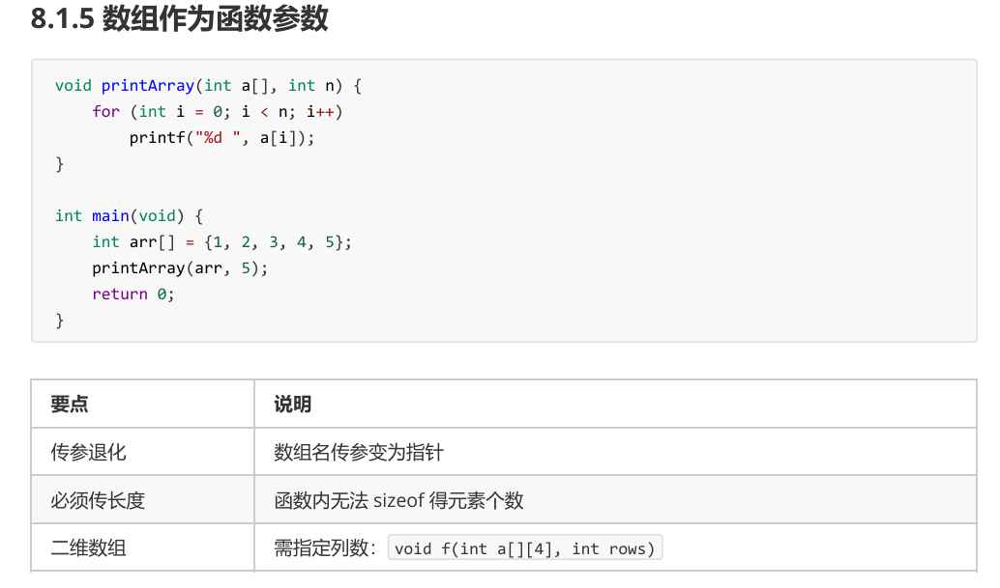 8.1.5 数组作为函数参数
void printArray(int a[], int n) {
    for (int i = 0; i < n; i++)
        printf("%d ", a[i]);
}

int main(void) {
    int arr[] = {1, 2, 3, 4, 5};
    printArray(arr, 5);
    return 0;
}
要点 说明
传参退化 数组名传参变为指针
必须传长度 函数内无法 sizeof 得元素个数
二维数组 需指定列数： void f(int a[][4], int rows)